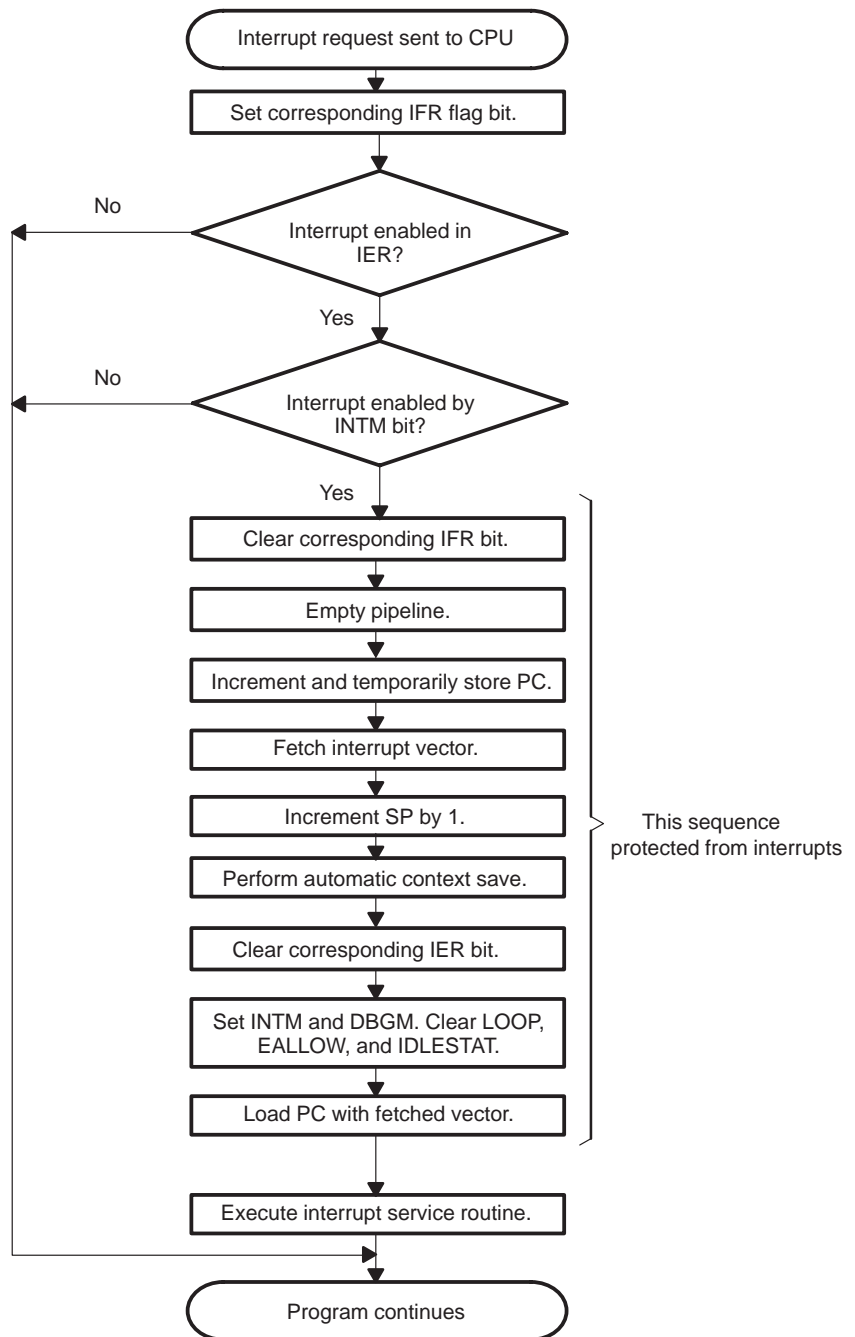 Interrupt request sent to CPU
Set corresponding IFR flag bit.
No
Interrupt enabled in
IER?
Yes
No
Interrupt enabled by
INTM bit?
Yes
Clear corresponding IFR bit.
Empty pipeline.
Increment and temporarily store PC.
Fetch interrupt vector.
Increment SP by 1.
This sequence
protected from interrupts
Perform automatic context save.
Clear corresponding IER bit.
Set INTM and DBGM. Clear LOOP,
EALLOW, and IDLESTAT.
Load PC with fetched vector.
Execute interrupt service routine.
Program continues